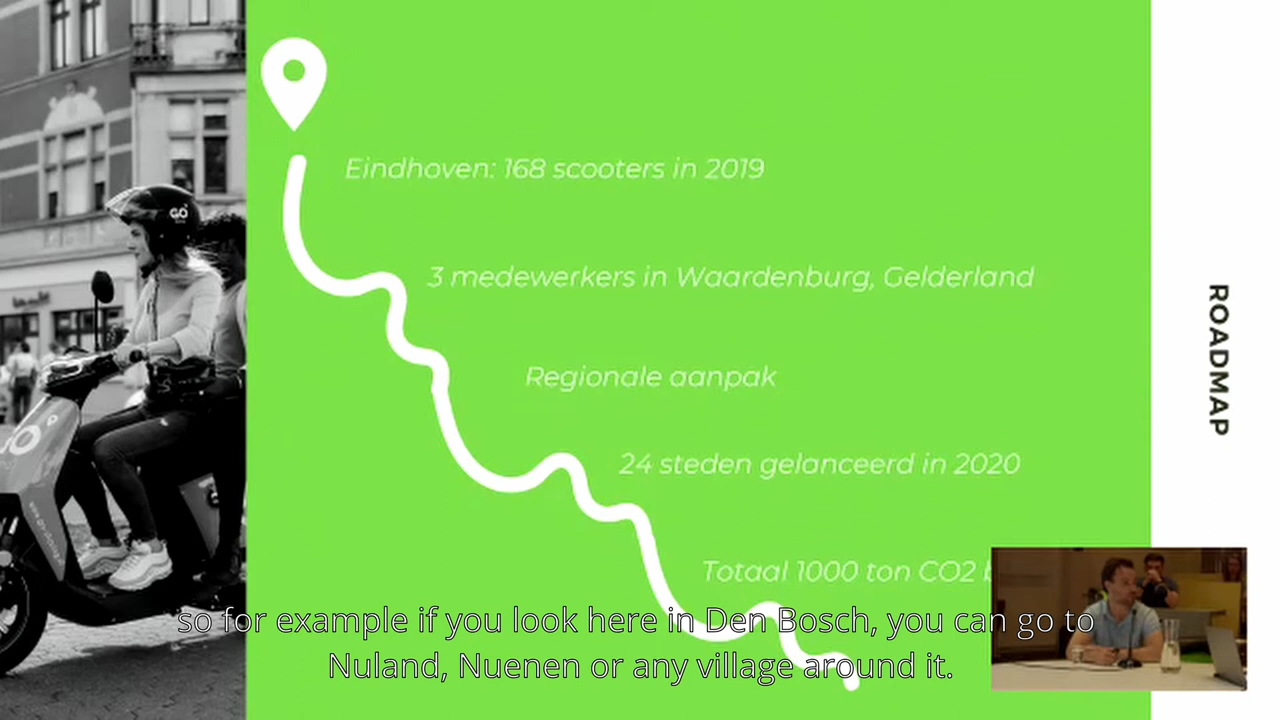 Eindhoven: 168 scooters in 2019
3 medewerkers in Waardenburg, Gelderland
Regionale aanpak
24 steden gelanceerd in 2020
Totaal 1000 ton CO2
ROADMAP
GO
so for example if you look here in Den Bosch, you can go to
Nuland, Nuenen or any village around it.